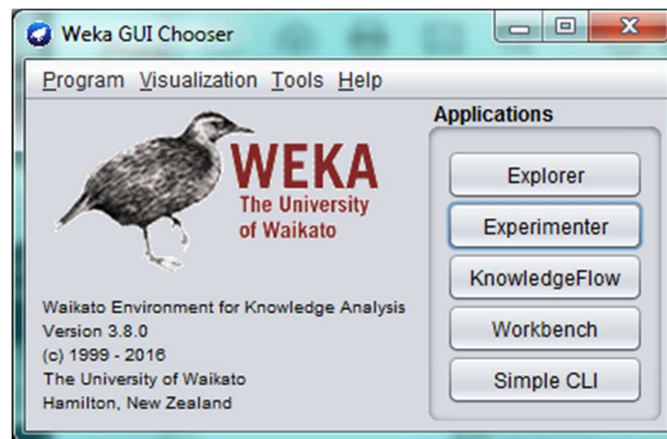 Weka GUI Chooser
Program Visualization Tools Help
WEKA
The University
of Waikato
Waikato Environment for Knowledge Analysis
Version 3.8.0
(c) 1999 - 2016
The University of Waikato
Hamilton, New Zealand
Applications
Explorer
Experimenter
KnowledgeFlow
Workbench
Simple CLI